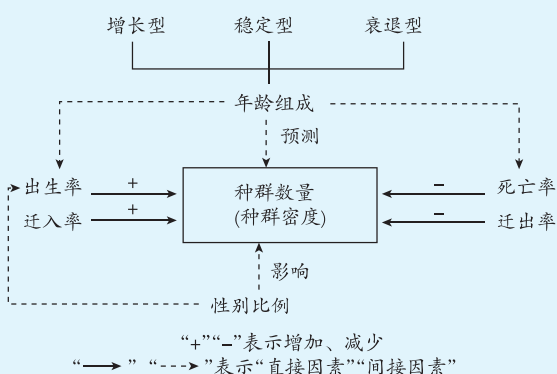 增长型 稳定型 衰退型
年龄组成
预测
出生率 + 种群数量 − 死亡率
迁入率 + (种群密度) − 迁出率
影响
性别比例
“+”“−”表示增加、减少
“ ” “ ”表示“直接因素”“间接因素”